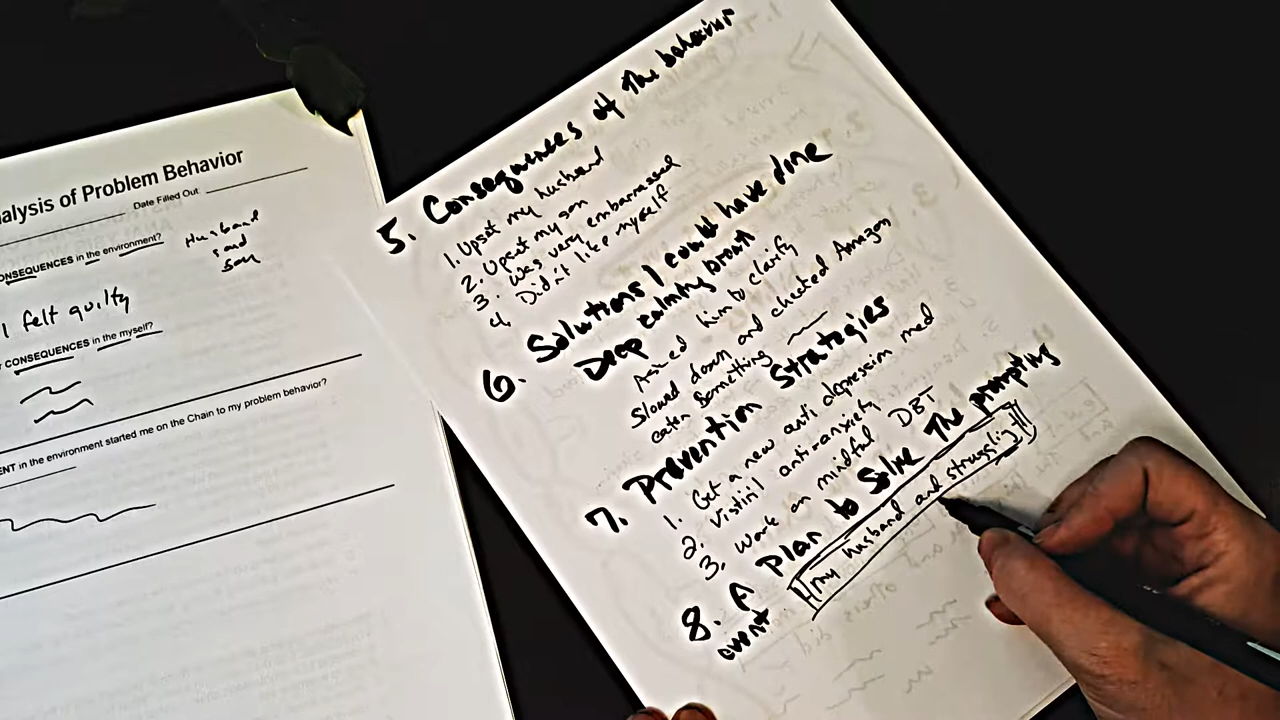 alysis of Problem Behavior
Date Filled Out
ONSEQUENCES in the environment?
Husband
and
son
I felt guilty
CONSEQUENCES in the myself?
ENT in the environment started me on the Chain to my problem behavior?
5. Consequences of the behavior
1. Upset my husband
2. Upset my son
3. Was very embarrassed
4 Didn't like myself
6. Solutions I could have done
Deep calming breath
Asked him to clarify
Slowed down and checked Amazon
eaten something
7. Prevention Strategies
1. Get a new anti depression med
2. Vistiril anti-anxiety
3. Work on mindful DBT
8. A Plan to Solve The prompting
event
my husband and struggling